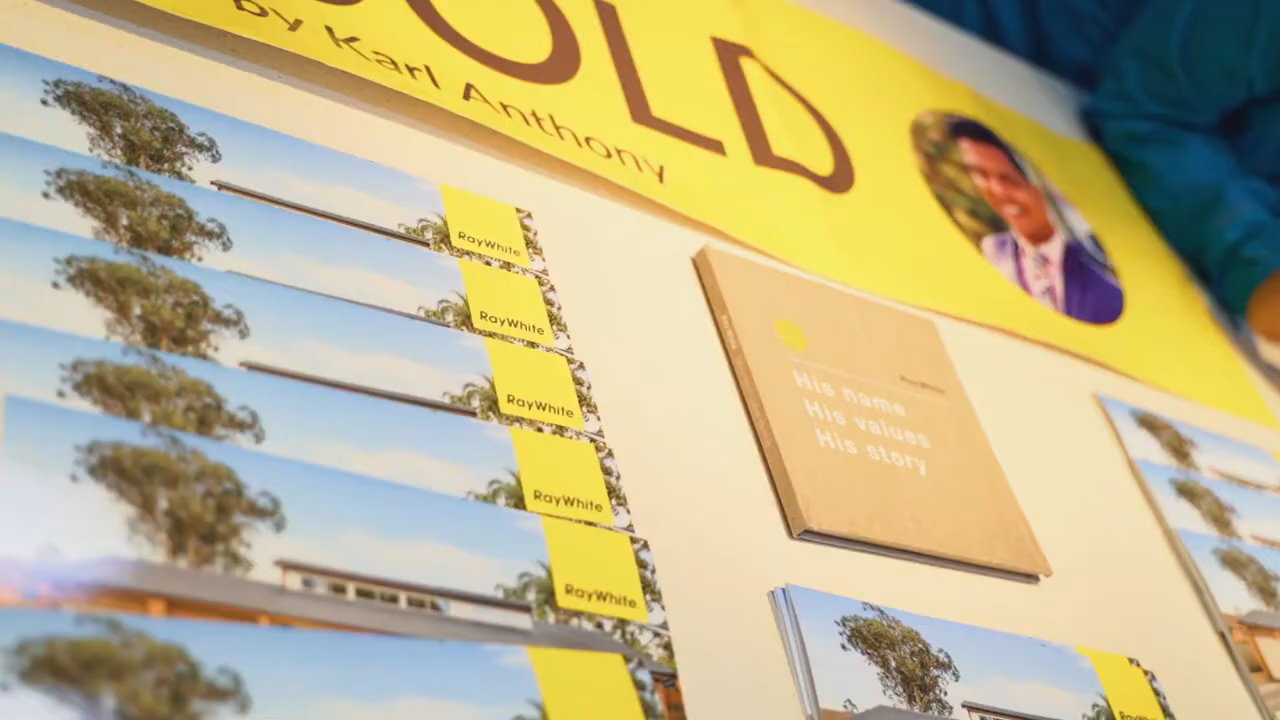 OLD
by Karl Anthony
RayWhite
RayWhite
RayWhite
RayWhite
RayWhite
His name
His values
His story